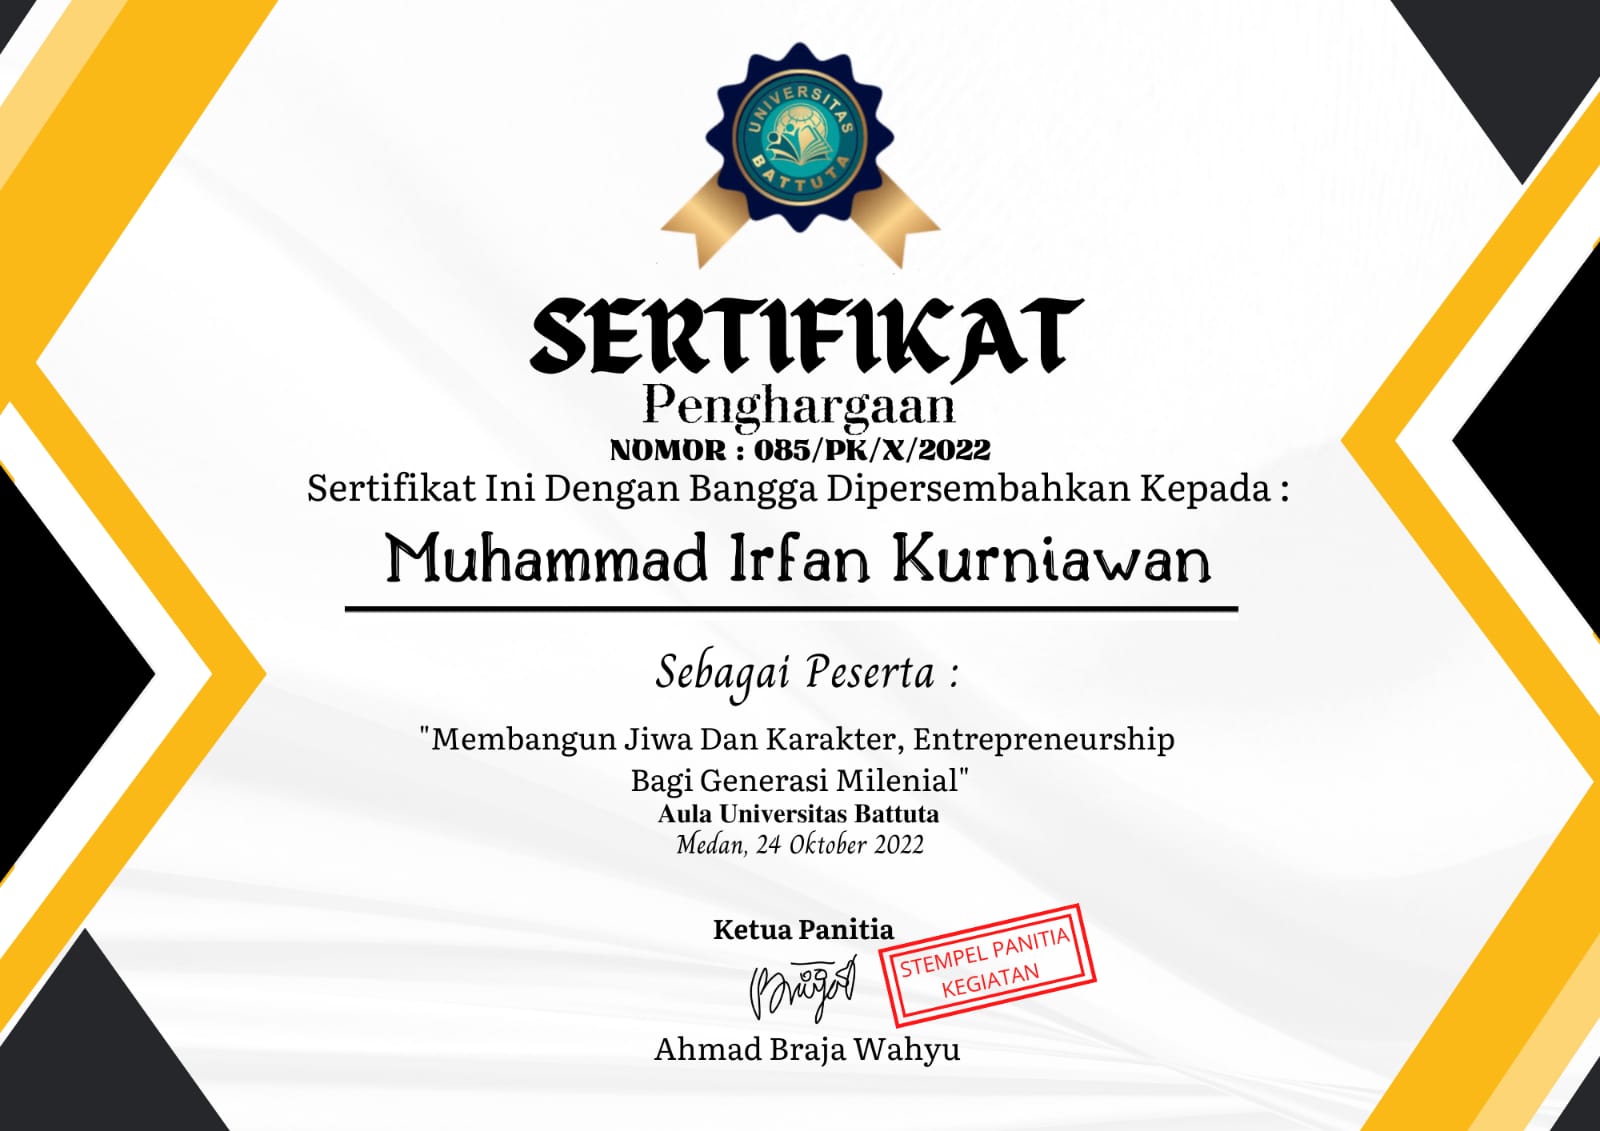 UNIVERSITAS
BATTUTA
SERTIFIKAT
Penghargaan
NOMOR : 085/PK/X/2022
Sertifikat Ini Dengan Bangga Dipersembahkan Kepada :
Muhammad Irfan Kurniawan
Sebagai Peserta :
"Membangun Jiwa Dan Karakter, Entrepreneurship
Bagi Generasi Milenial"
Aula Universitas Battuta
Medan, 24 Oktober 2022
Ketua Panitia
STEMPEL PANITIA
KEGIATAN
Ahmad Braja Wahyu